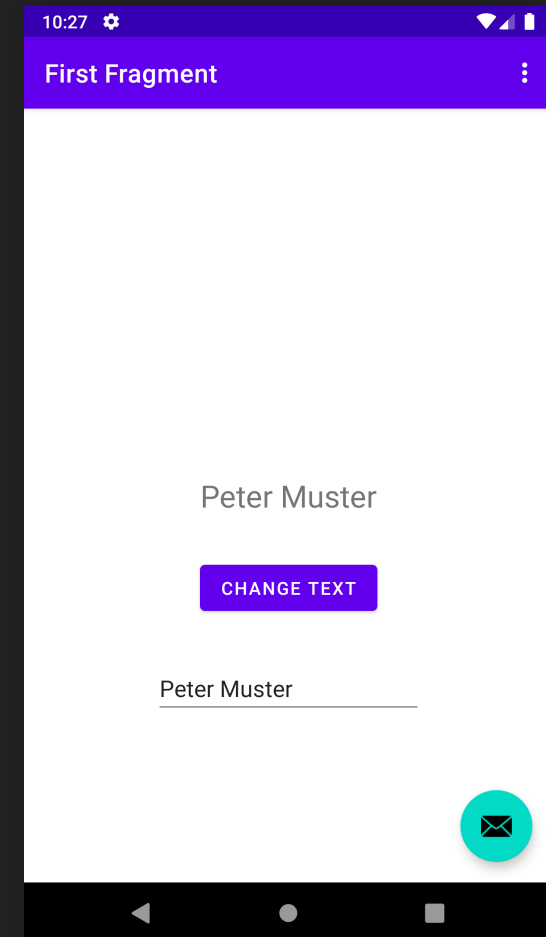 10:27
First Fragment
Peter Muster
CHANGE TEXT
Peter Muster